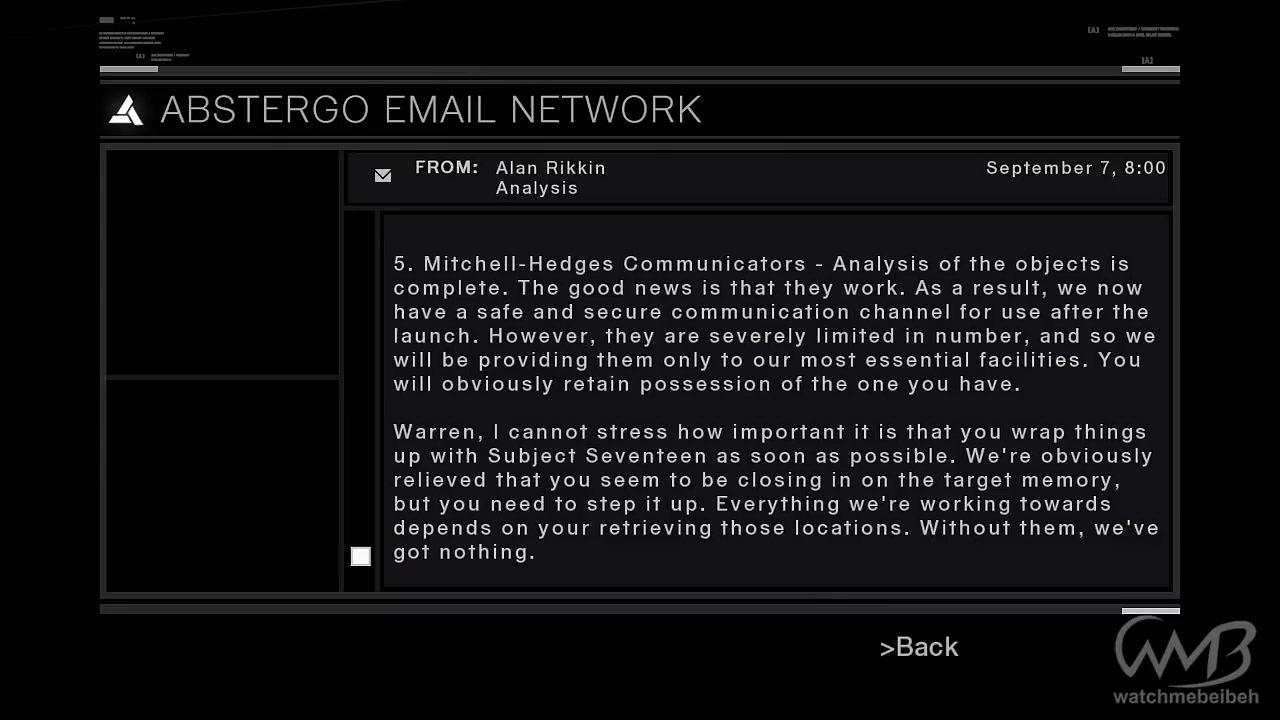 [A]
[A]
[A]
ABSTERGO EMAIL NETWORK
FROM: Alan Rikkin September 7, 8:00
Analysis
5. Mitchell-Hedges Communicators - Analysis of the objects is
complete. The good news is that they work. As a result, we now
have a safe and secure communication channel for use after the
launch. However, they are severely limited in number, and so we
will be providing them only to our most essential facilities. You
will obviously retain possession of the one you have.
Warren, I cannot stress how important it is that you wrap things
up with Subject Seventeen as soon as possible. We're obviously
relieved that you seem to be closing in on the target memory,
but you need to step it up. Everything we're working towards
depends on your retrieving those locations. Without them, we've
got nothing.
>Back
WMB
watchmebeibeh